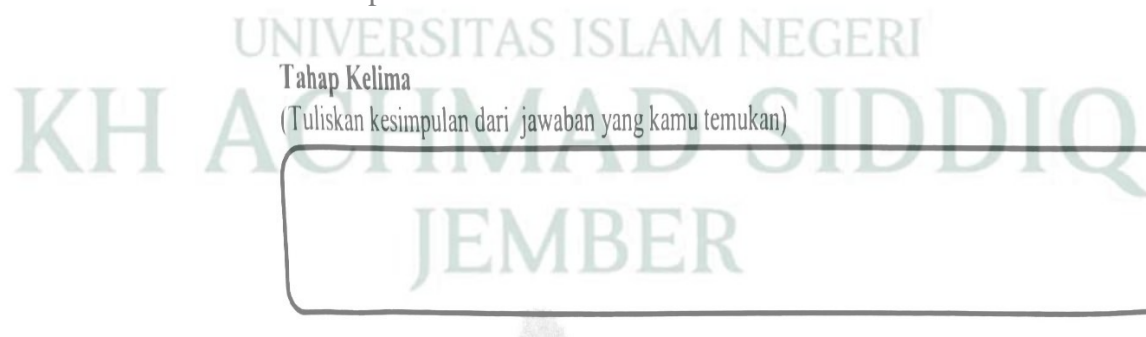 UNIVERSITAS ISLAM NEGERI
Tahap Kelima
KH ACHMAD SIDDIQ
(Tuliskan kesimpulan dari jawaban yang kamu temukan)
JEMBER